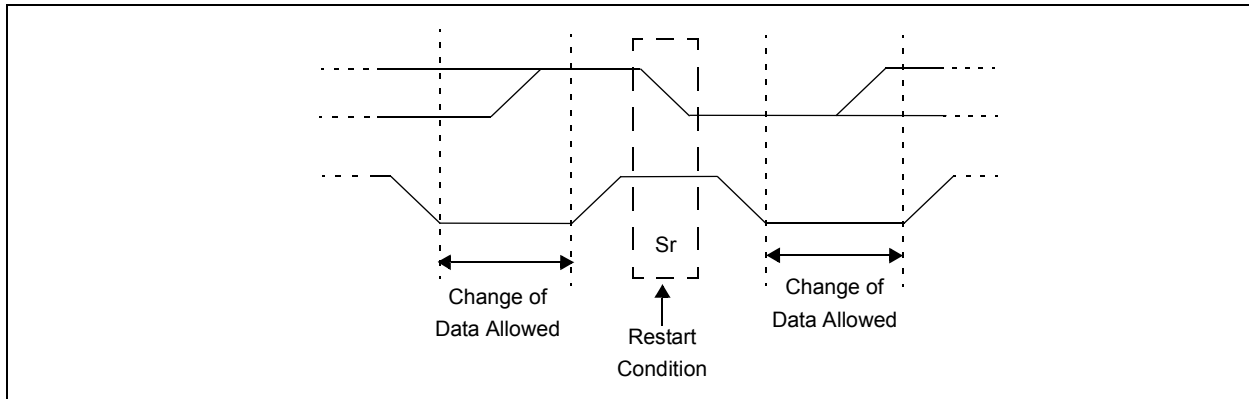 Sr
Change of
Data Allowed
Restart
Condition
Change of
Data Allowed